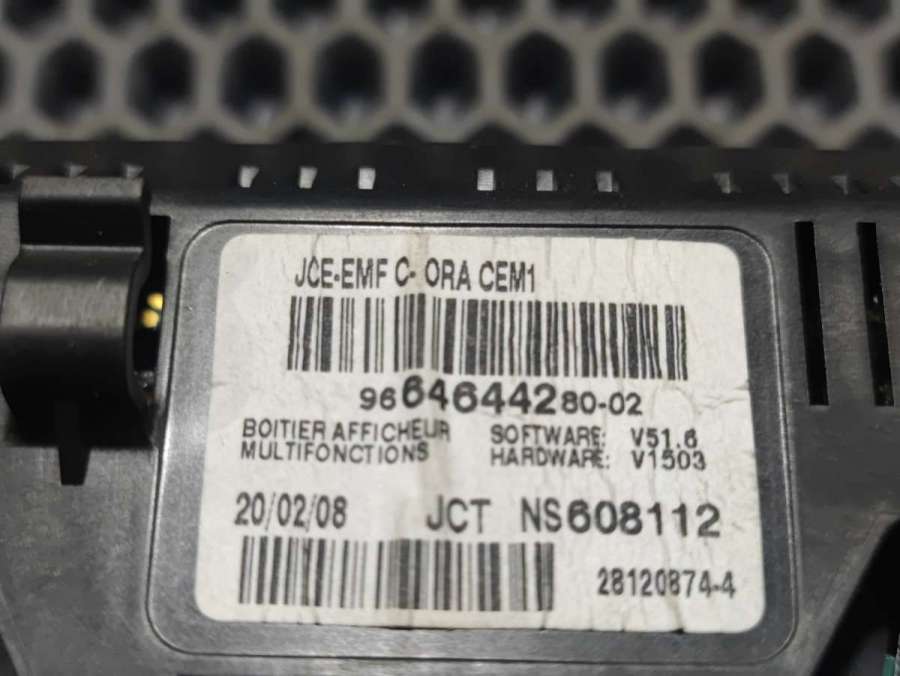 JCE-EMF C- ORA CEM1
9664644280-02
BOITIER AFFICHEUR SOFTWARE: V51.6
MULTIFONCTIONS HARDWARE: V1503
20/02/08 JCT NS608112
28120874-4